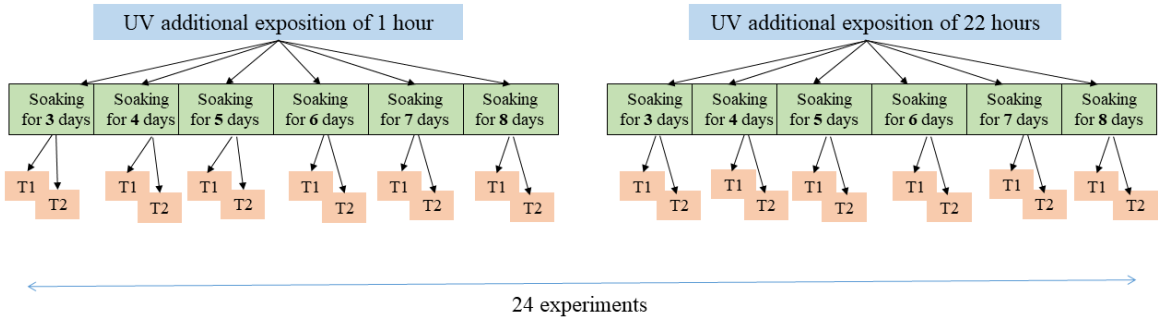 UV additional exposition of 1 hour
UV additional exposition of 22 hours
Soaking
for 3 days
Soaking
for 4 days
Soaking
for 5 days
Soaking
for 6 days
Soaking
for 7 days
Soaking
for 8 days
Soaking
for 3 days
Soaking
for 4 days
Soaking
for 5 days
Soaking
for 6 days
Soaking
for 7 days
Soaking
for 8 days
T1
T2
T1
T2
T1
T2
T1
T2
T1
T2
T1
T2
T1
T2
T1
T2
T1
T2
T1
T2
T1
T2
T1
T2
24 experiments